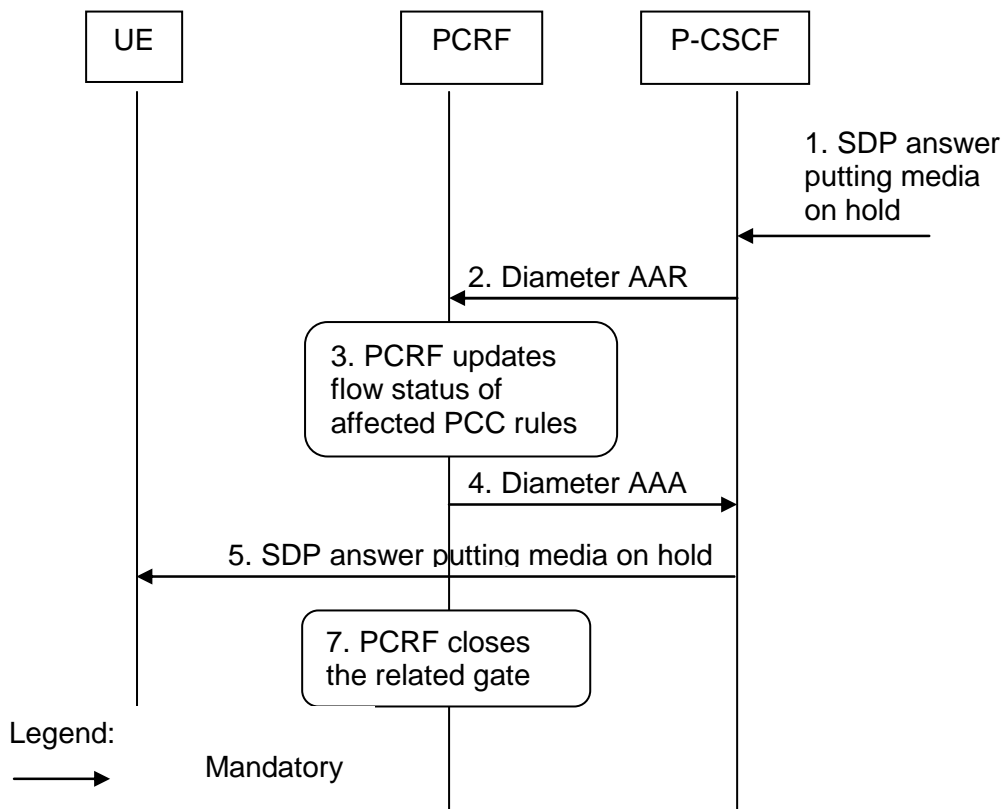 UE
PCRF
P-CSCF
1. SDP answer
putting media
on hold
2. Diameter AAR
3. PCRF updates
flow status of
affected PCC rules
4. Diameter AAA
5. SDP answer putting media on hold
7. PCRF closes
the related gate
Legend:
Mandatory